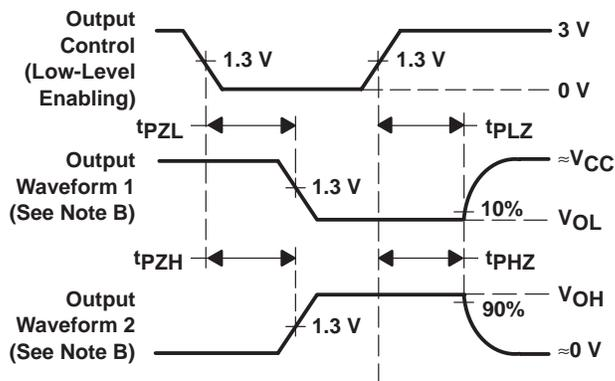 Output
Control
(Low-Level
Enabling)
1.3 V
1.3 V
3 V
0 V
tPZL
tPLZ
Output
Waveform 1
(See Note B)
1.3 V
≈VCC
10%
VOL
tPZH
tPHZ
Output
Waveform 2
(See Note B)
1.3 V
VOH
90%
≈0 V